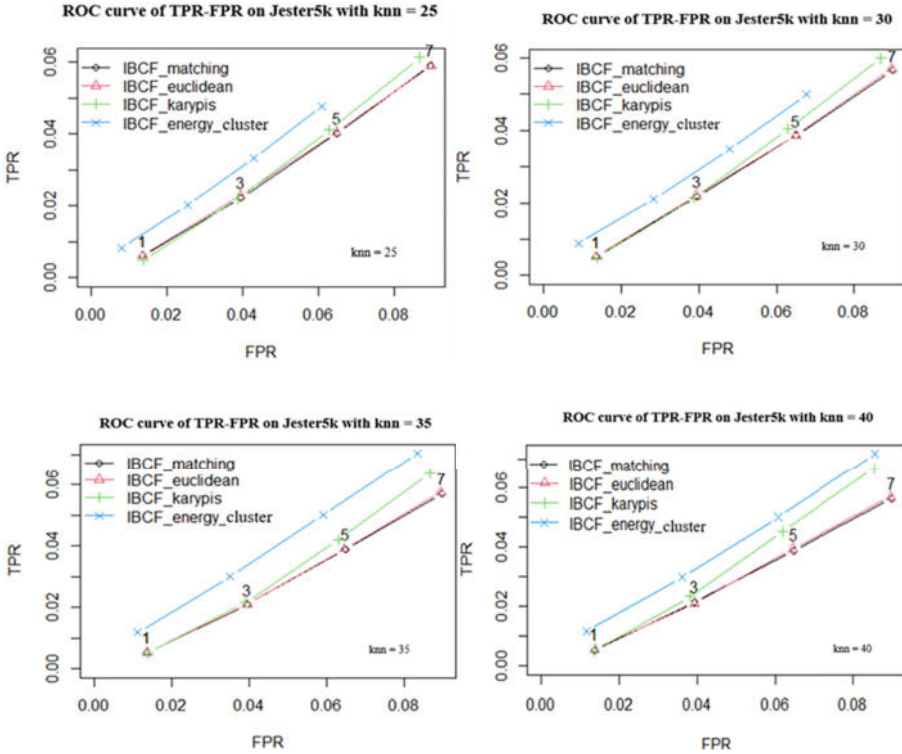 ROC curve of TPR-FPR on Jester5k with knn = 25
IBCF_matching
IBCF_euclidean
IBCF_karypis
IBCF_energy_cluster
1
3
5
7
knn = 25
TPR
0.00
0.02
0.04
0.06
0.00 0.02 0.04 0.06 0.08
FPR
ROC curve of TPR-FPR on Jester5k with knn = 30
IBCF_matching
IBCF_euclidean
IBCF_karypis
IBCF_energy_cluster
1
3
5
7
knn = 30
TPR
0.00
0.02
0.04
0.06
0.00 0.02 0.04 0.06 0.08
FPR
ROC curve of TPR-FPR on Jester5k with knn = 35
IBCF_matching
IBCF_euclidean
IBCF_karypis
IBCF_energy_cluster
1
3
5
7
knn = 35
TPR
0.00
0.02
0.04
0.06
0.00 0.02 0.04 0.06 0.08
FPR
ROC curve of TPR-FPR on Jester5k with knn = 40
IBCF_matching
IBCF_euclidean
IBCF_karypis
IBCF_energy_cluster
1
3
5
7
knn = 40
TPR
0.00
0.02
0.04
0.06
0.00 0.02 0.04 0.06 0.08
FPR